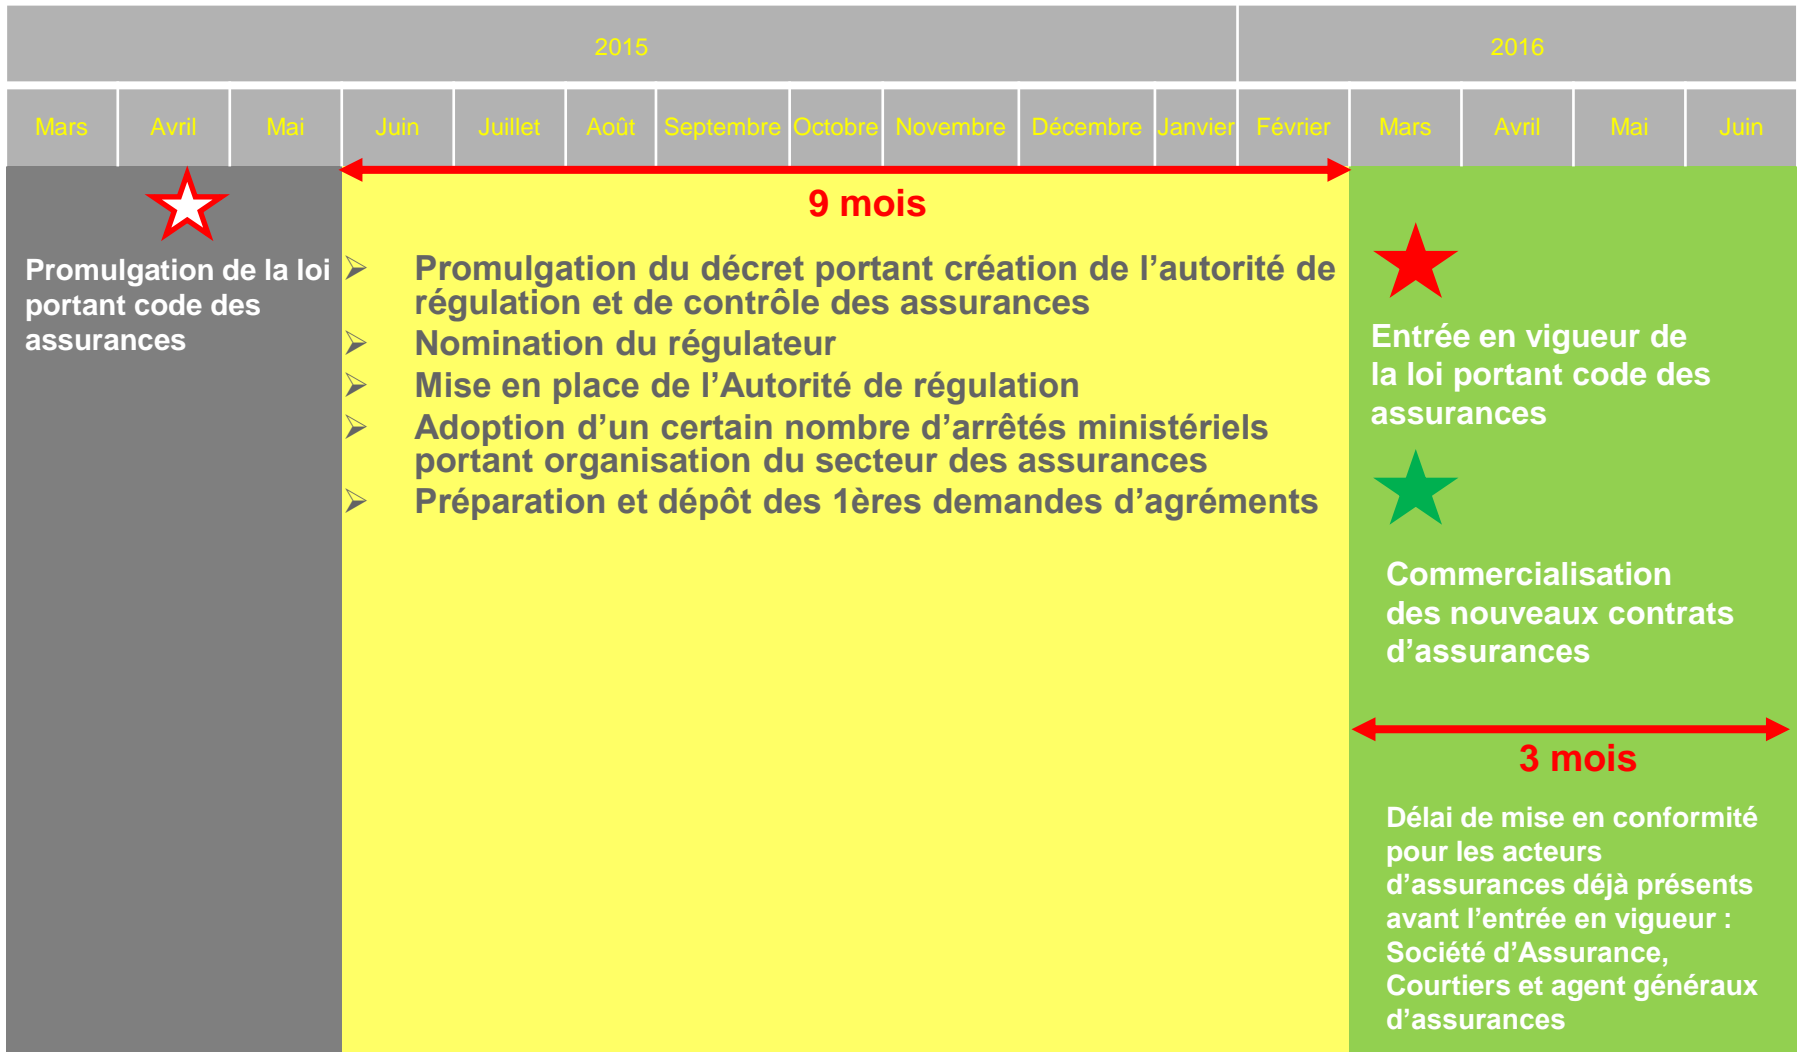 2015
2016
Mars
Avril
Mai
Juin
Juillet
Août
Septembre
Octobre
Novembre
Décembre
Janvier
Février
Mars
Avril
Mai
Juin
Promulgation de la loi
portant code des
assurances
9 mois
Promulgation du décret portant création de l’autorité de
régulation et de contrôle des assurances
Nomination du régulateur
Mise en place de l’Autorité de régulation
Adoption d’un certain nombre d’arrêtés ministériels
portant organisation du secteur des assurances
Préparation et dépôt des 1ères demandes d’agréments
Entrée en vigueur de
la loi portant code des
assurances
Commercialisation
des nouveaux contrats
d’assurances
3 mois
Délai de mise en conformité
pour les acteurs
d’assurances déjà présents
avant l’entrée en vigueur :
Société d’Assurance,
Courtiers et agent généraux
d’assurances